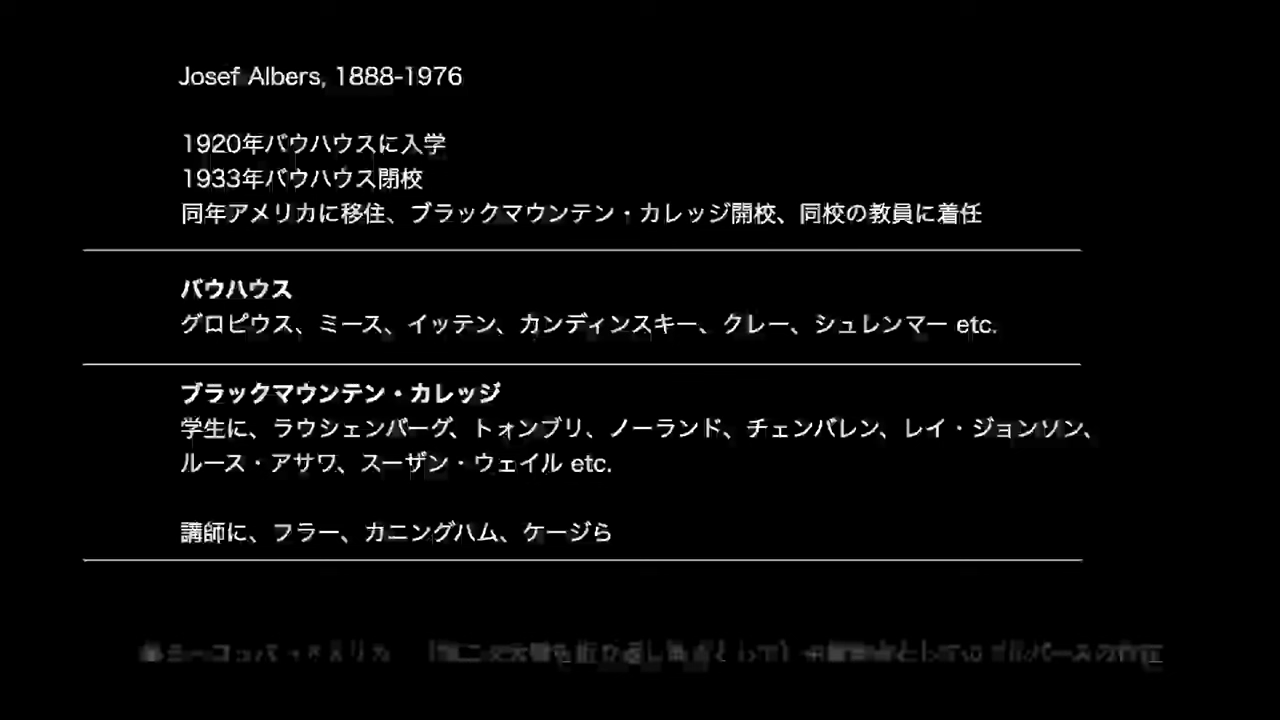 Josef Albers, 1888-1976
1920年バウハウスに入学
1933年バウハウス閉校
同年アメリカに移住、ブラックマウンテン・カレッジ開校、同校の教員に着任
バウハウス
グロピウス、ミース、イッテン、カンディンスキー、クレー、シュレンマー etc.
ブラックマウンテン・カレッジ
学生に、ラウシェンバーグ、トォンブリ、ノーランド、チェンバレン、レイ・ジョンソン、
ルース・アサワ、スーザン・ウェイル etc.
講師に、フラー、カニングハム、ケージら